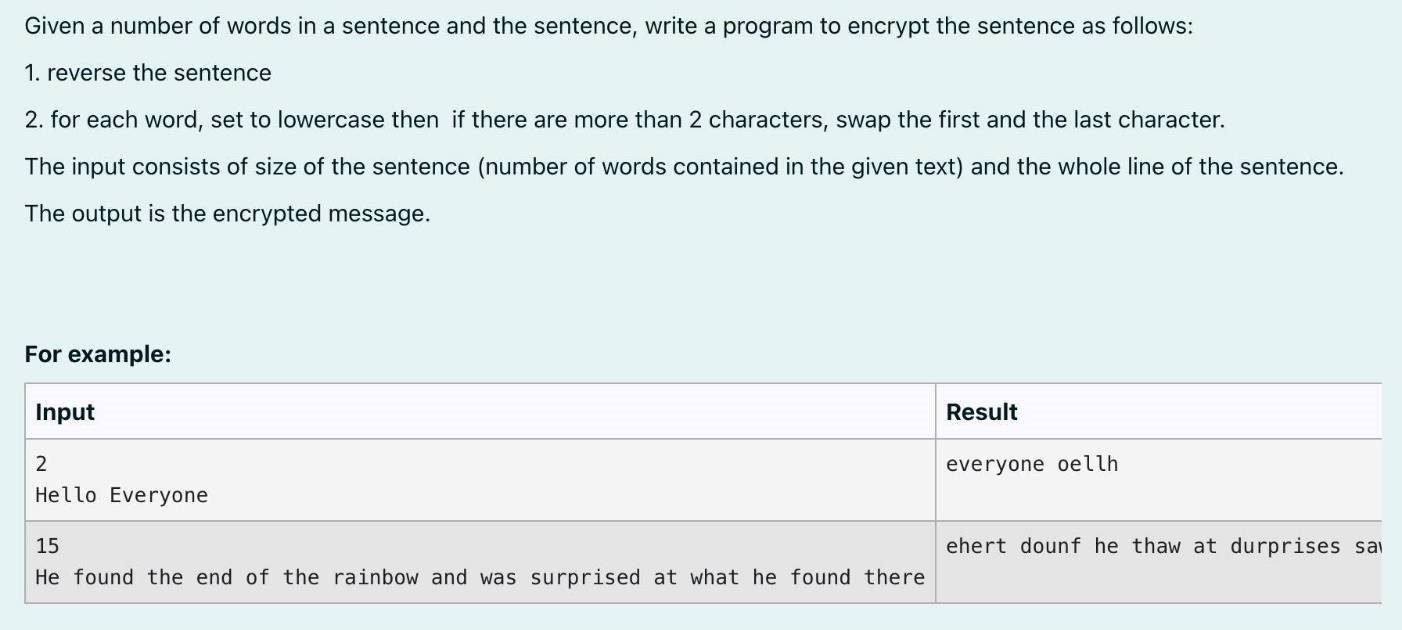 Given a number of words in a sentence and the sentence, write a program to encrypt the sentence as follows:
1. reverse the sentence
2. for each word, set to lowercase then  if there are more than 2 characters, swap the first and the last character.
The input consists of size of the sentence (number of words contained in the given text) and the whole line of the sentence.
The output is the encrypted message.
For example:
Input
Result
2
Hello Everyone
everyone oellh
15
He found the end of the rainbow and was surprised at what he found there
ehert dounf he thaw at durprises